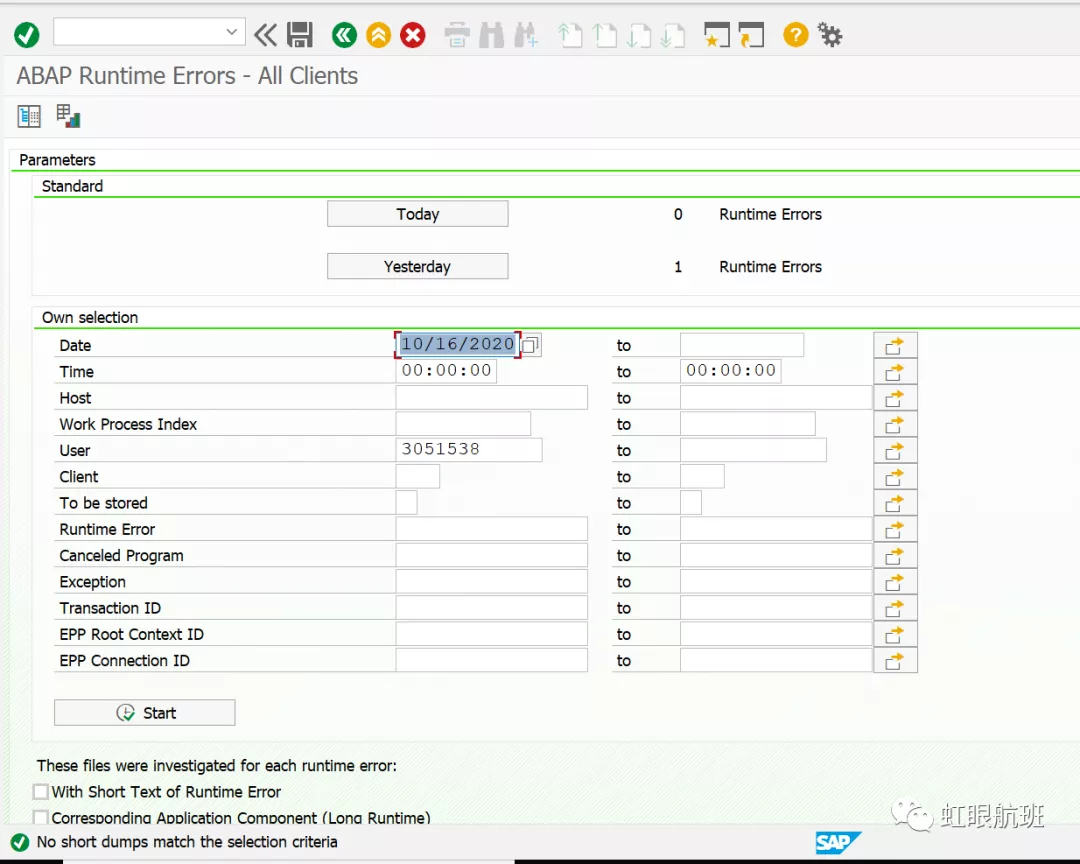 ABAP Runtime Errors - All Clients
Parameters
Standard
Today 0 Runtime Errors
Yesterday 1 Runtime Errors
Own selection
Date 10/16/2020 to
Time 00:00:00 to 00:00:00
Host to
Work Process Index to
User 3051538 to
Client to
To be stored to
Runtime Error to
Canceled Program to
Exception to
Transaction ID to
EPP Root Context ID to
EPP Connection ID to
Start
These files were investigated for each runtime error:
With Short Text of Runtime Error
Corresponding Application Component (Long Runtime)
虹眼航班
No short dumps match the selection criteria
SAP